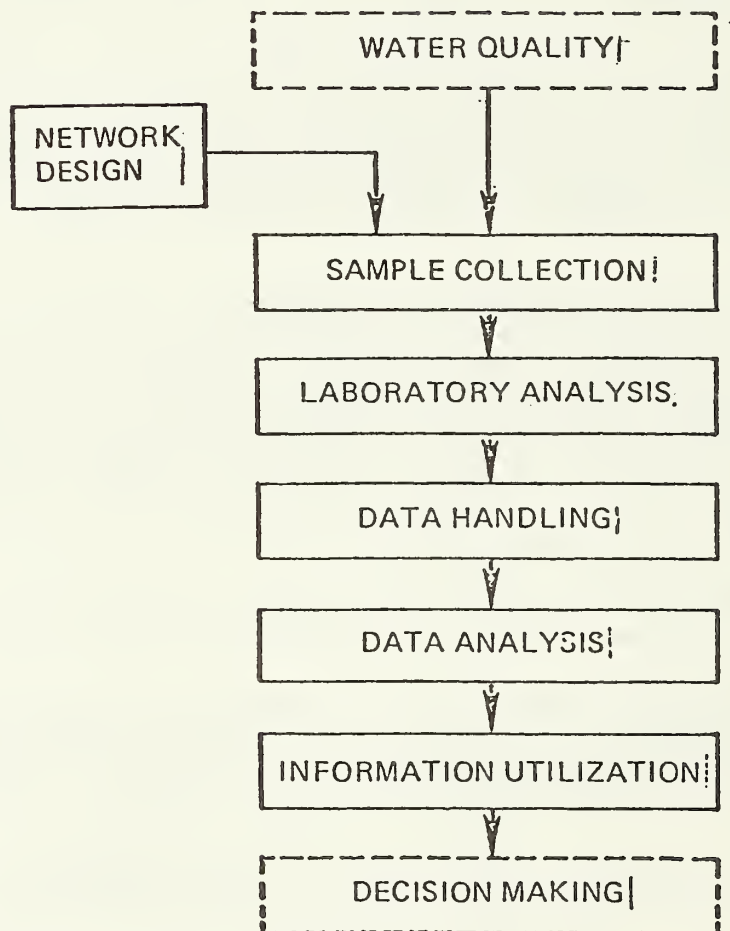 WATER QUALITY
NETWORK
DESIGN
SAMPLE COLLECTION
LABORATORY ANALYSIS
DATA HANDLING
DATA ANALYSIS
INFORMATION UTILIZATION
DECISION MAKING